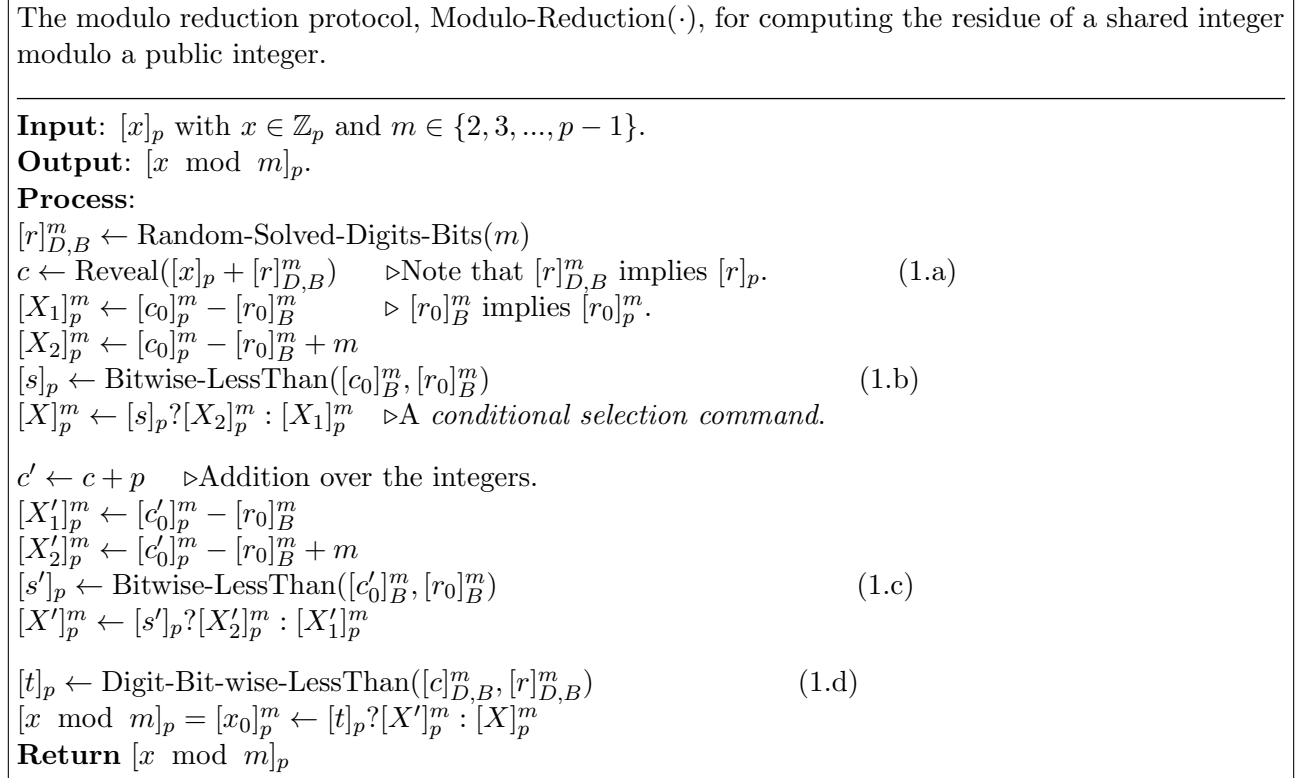 The modulo reduction protocol, Modulo-Reduction(·), for computing the residue of a shared integer
modulo a public integer.
Input: [x]_p with x ∈ ℤ_p and m ∈ {2, 3, ..., p − 1}.
Output: [x mod m]_p.
Process:
[r]^m_{D,B} ← Random-Solved-Digits-Bits(m)
c ← Reveal([x]_p + [r]^m_{D,B}) ▷Note that [r]^m_{D,B} implies [r]_p. (1.a)
[X_1]^m_p ← [c_0]^m_p − [r_0]^m_B ▷ [r_0]^m_B implies [r_0]^m_p.
[X_2]^m_p ← [c_0]^m_p − [r_0]^m_B + m
[s]_p ← Bitwise-LessThan([c_0]^m_B, [r_0]^m_B) (1.b)
[X]^m_p ← [s]_p?[X_2]^m_p : [X_1]^m_p ▷A conditional selection command.
c′ ← c + p ▷Addition over the integers.
[X′_1]^m_p ← [c′_0]^m_p − [r_0]^m_B
[X′_2]^m_p ← [c′_0]^m_p − [r_0]^m_B + m
[s′]_p ← Bitwise-LessThan([c′_0]^m_B, [r_0]^m_B) (1.c)
[X′]^m_p ← [s′]_p?[X′_2]^m_p : [X′_1]^m_p
[t]_p ← Digit-Bit-wise-LessThan([c]^m_{D,B}, [r]^m_{D,B}) (1.d)
[x mod m]_p = [x_0]^m_p ← [t]_p?[X′]^m_p : [X]^m_p
Return [x mod m]_p